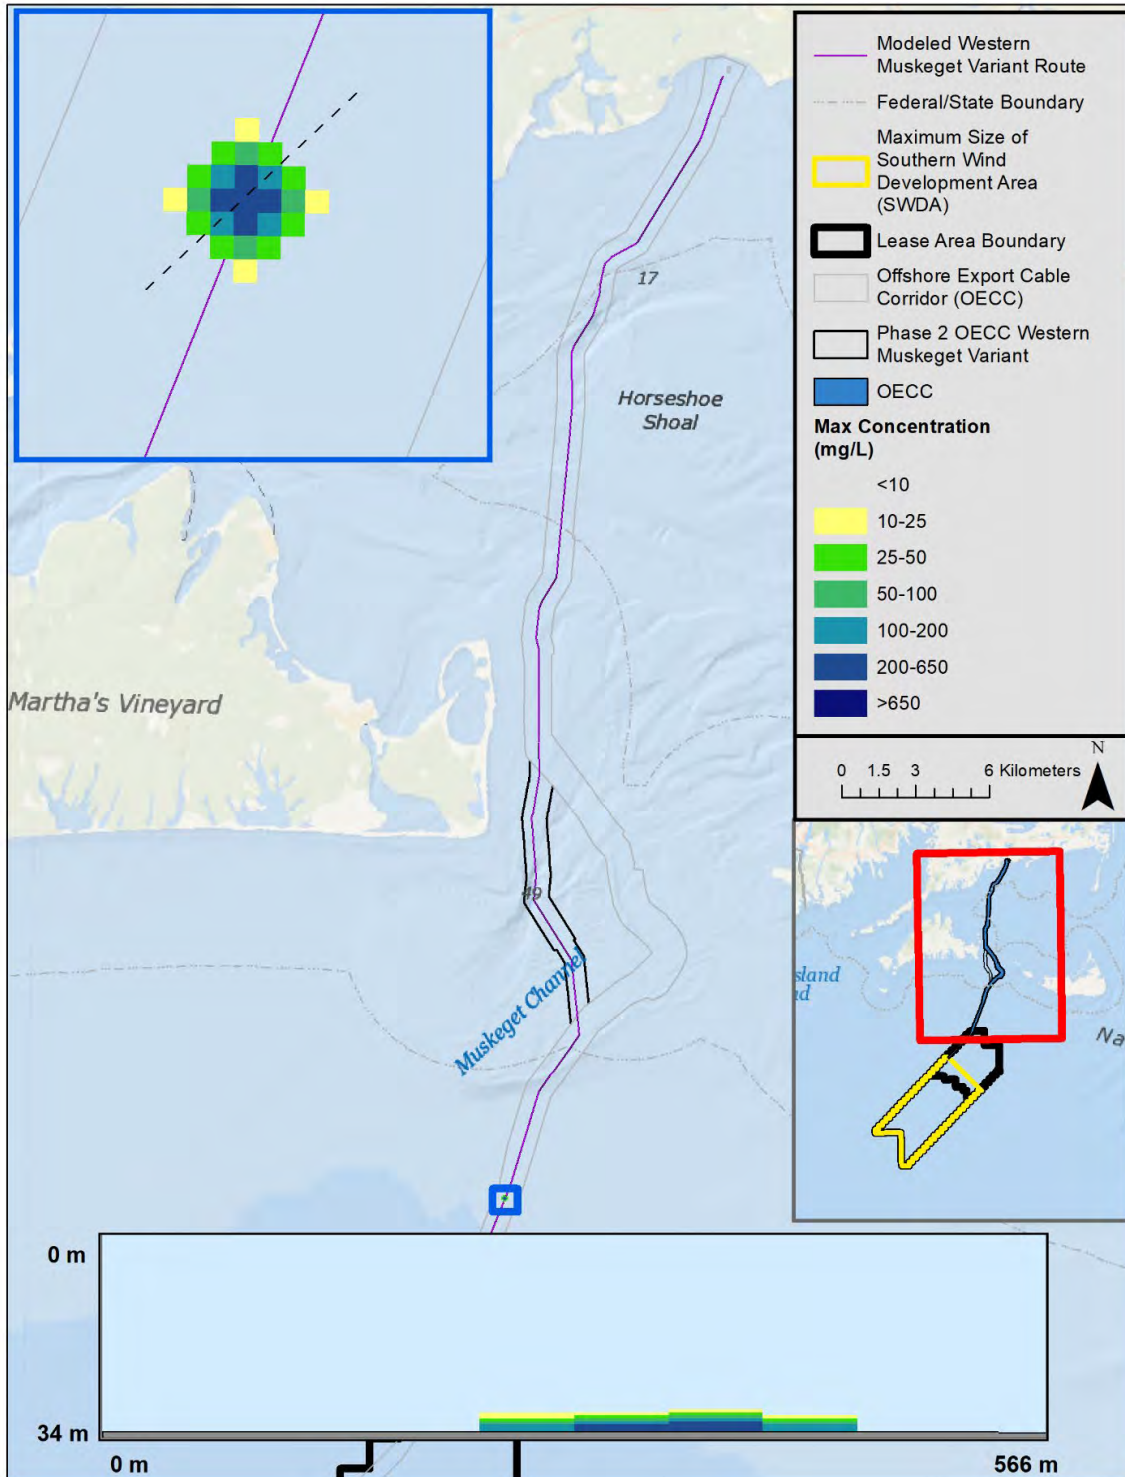 Modeled Western
Muskeget Variant Route
Federal/State Boundary
Maximum Size of
Southern Wind
Development Area
(SWDA)
Lease Area Boundary
Offshore Export Cable
Corridor (OECC)
Phase 2 OECC Western
Muskeget Variant
OECC
Max Concentration
(mg/L)
<10
10-25
25-50
50-100
100-200
200-650
>650
N
0 1.5 3 6 Kilometers
17
Horseshoe
Shoal
Martha's Vineyard
49
Muskeget Channel
sland
nd
Na
0 m
34 m
0 m
566 m